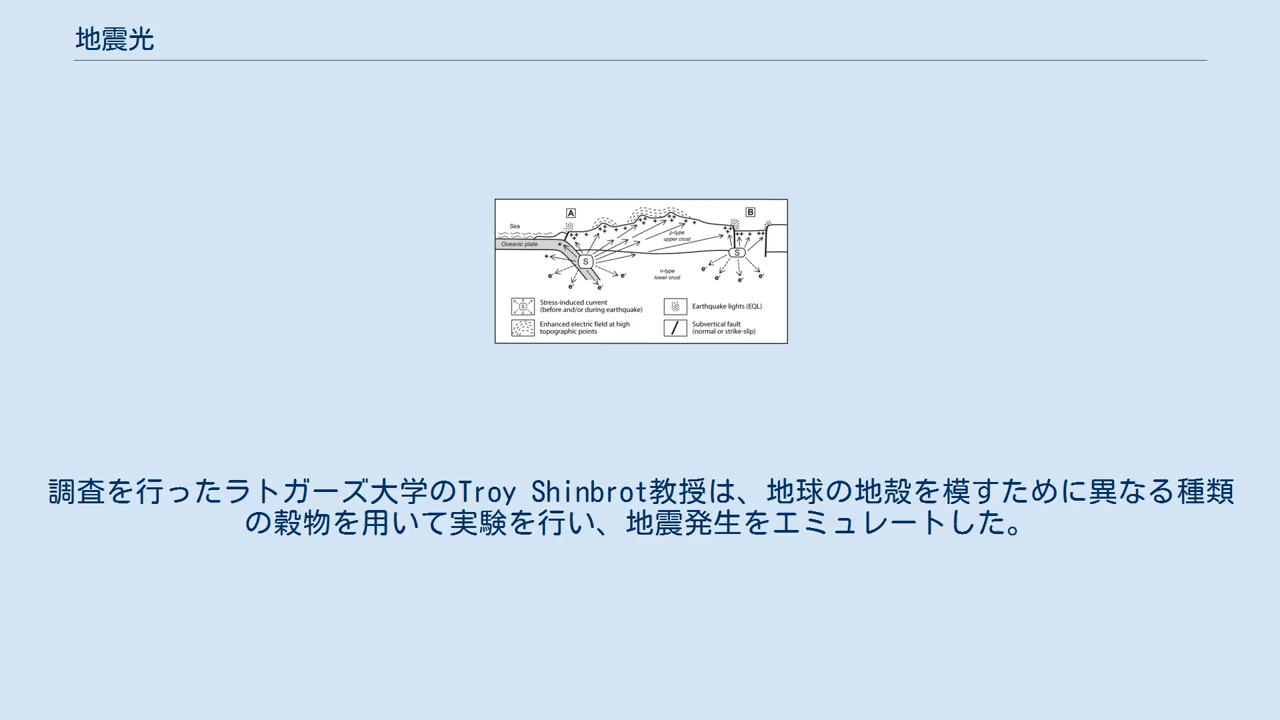 地震光
A
B
Sea
Oceanic plate
p-type
upper crust
S
S
n-type
lower crust
e'
e'
e'
e'
e'
e'
e'
e'
S
Stress-induced current
(before and/or during earthquake)
Earthquake lights (EQL)
Enhanced electric field at high
topographic points
Subvertical fault
(normal or strike-slip)
調査を行ったラトガーズ大学のTroy Shinbrot教授は、地球の地殻を模すために異なる種類
の穀物を用いて実験を行い、地震発生をエミュレートした。